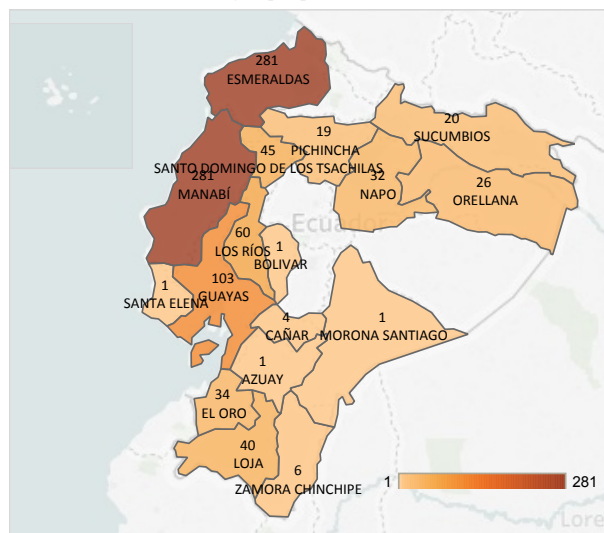 281
ESMERALDAS
20
SUCUMBIOS
19
PICHINCHA
45
SANTO DOMINGO DE LOS TSACHILAS
281
MANABÍ
32
NAPO
26
ORELLANA
Ecuador
60
LOS RÍOS
1
BOLIVAR
103
GUAYAS
1
SANTA ELENA
4
CAÑAR
1
MORONA SANTIAGO
1
AZUAY
34
EL ORO
40
LOJA
6
ZAMORA CHINCHIPE
1 281
Lore